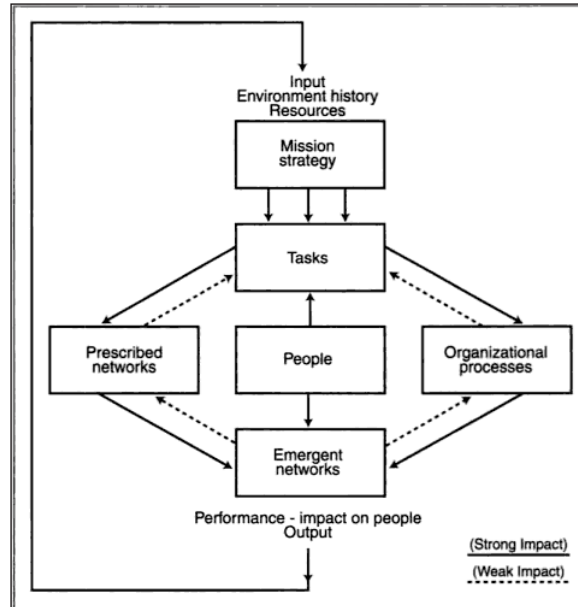 Input
Environment history
Resources
Mission
strategy
Tasks
Prescribed
networks
People
Organizational
processes
Emergent
networks
Performance - impact on people
Output
(Strong Impact)
(Weak Impact)